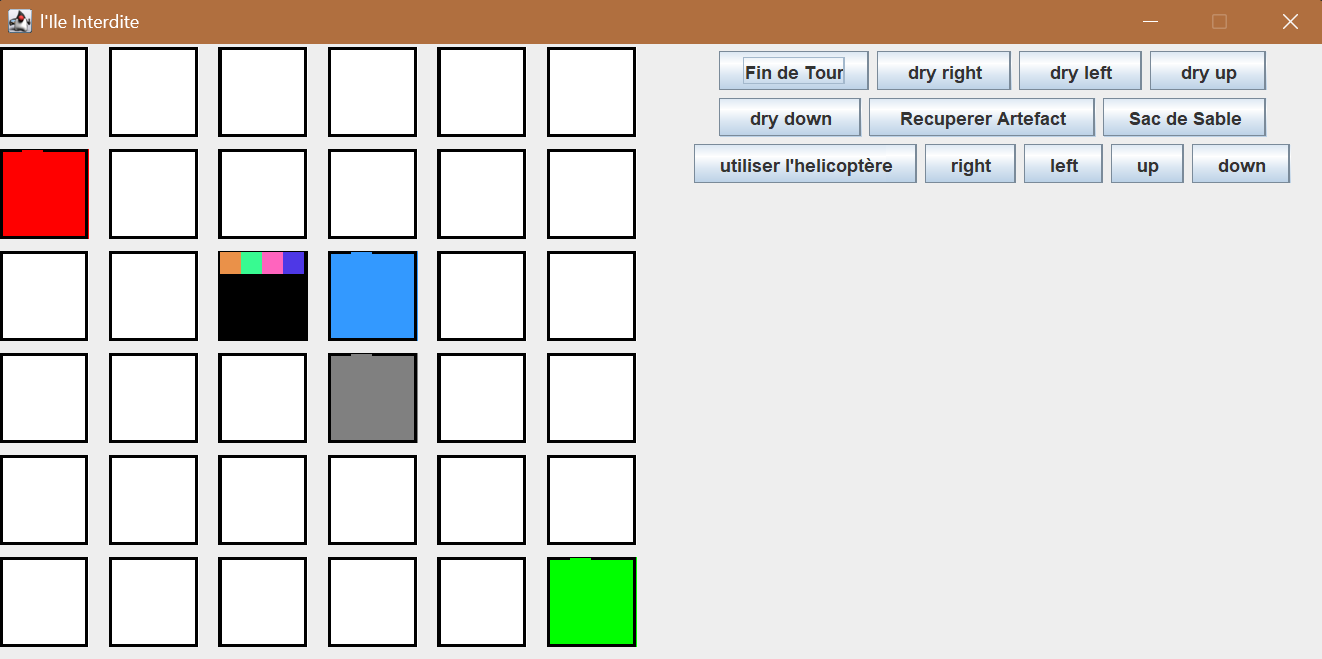 l'Ile Interdite
Fin de Tour dry right dry left dry up
dry down Recuperer Artefact Sac de Sable
utiliser l'helicoptère right left up down